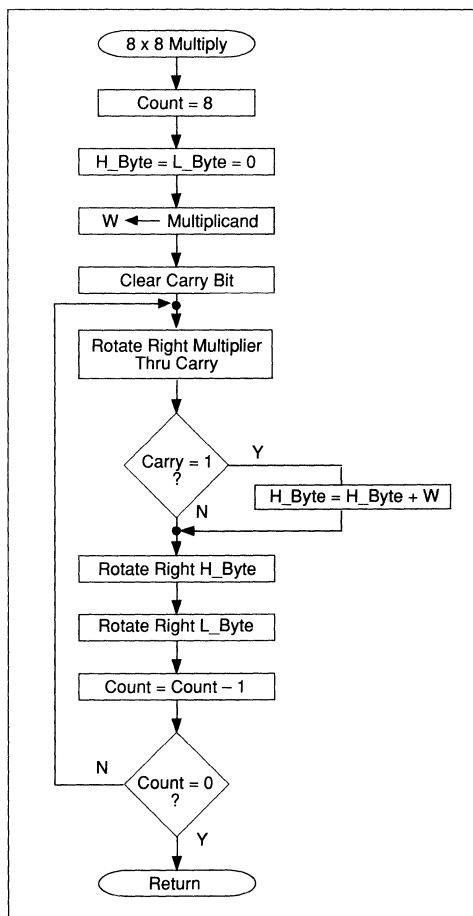 8 x 8 Multiply
Count = 8
H_Byte = L_Byte = 0
W ← Multiplicand
Clear Carry Bit
Rotate Right Multiplier
Thru Carry
Carry = 1
?
Y
H_Byte = H_Byte + W
N
Rotate Right H_Byte
Rotate Right L_Byte
Count = Count – 1
N
Count = 0
?
Y
Return